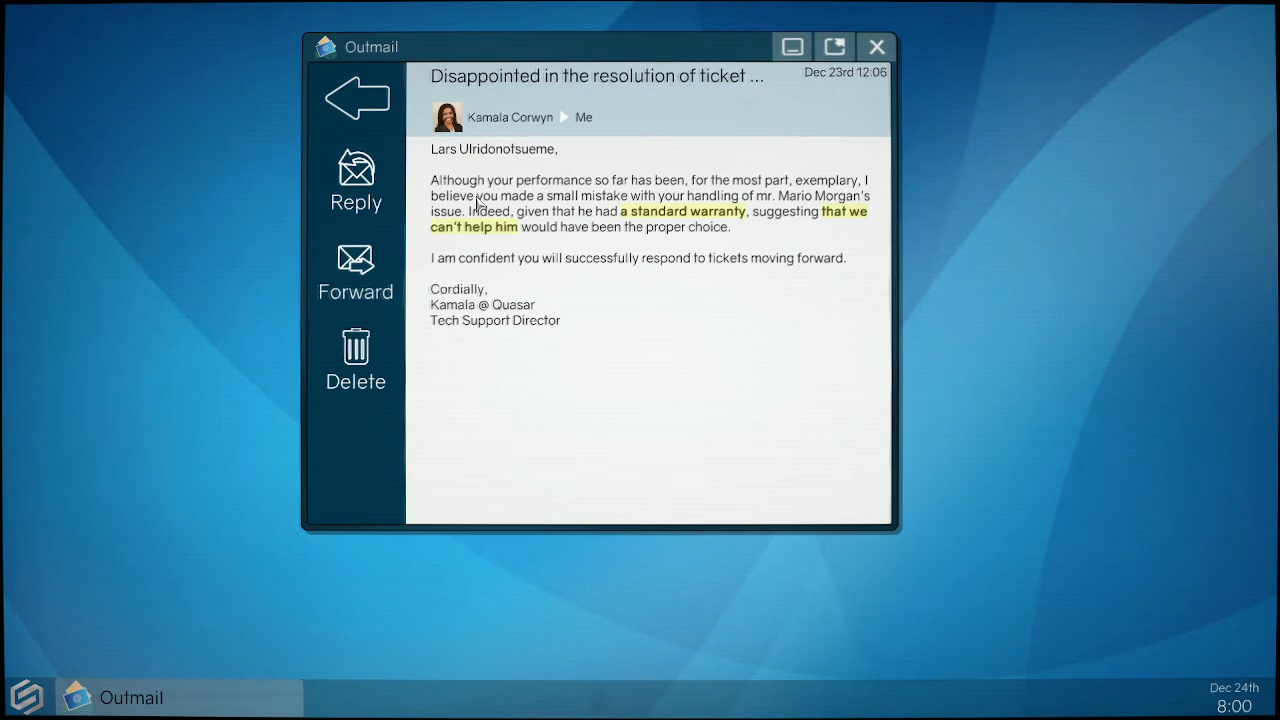 Outmail
Disappointed in the resolution of ticket ...
Dec 23rd 12:06
Kamala Corwyn Me
Lars Ulridonotsueme,
Although your performance so far has been, for the most part, exemplary, I
believe you made a small mistake with your handling of mr. Mario Morgan's
issue. Indeed, given that he had a standard warranty, suggesting that we
can't help him would have been the proper choice.
I am confident you will successfully respond to tickets moving forward.
Cordially,
Kamala @ Quasar
Tech Support Director
Reply
Forward
Delete
Outmail
Dec 24th
8:00